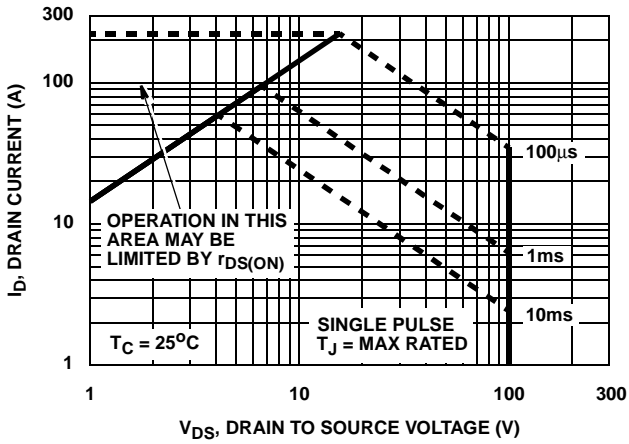 300
100
10
1
I_D, DRAIN CURRENT (A)
100μs
OPERATION IN THIS
AREA MAY BE
LIMITED BY rDS(ON)
1ms
10ms
T_C = 25°C
SINGLE PULSE
T_J = MAX RATED
1
10
100
300
V_DS, DRAIN TO SOURCE VOLTAGE (V)